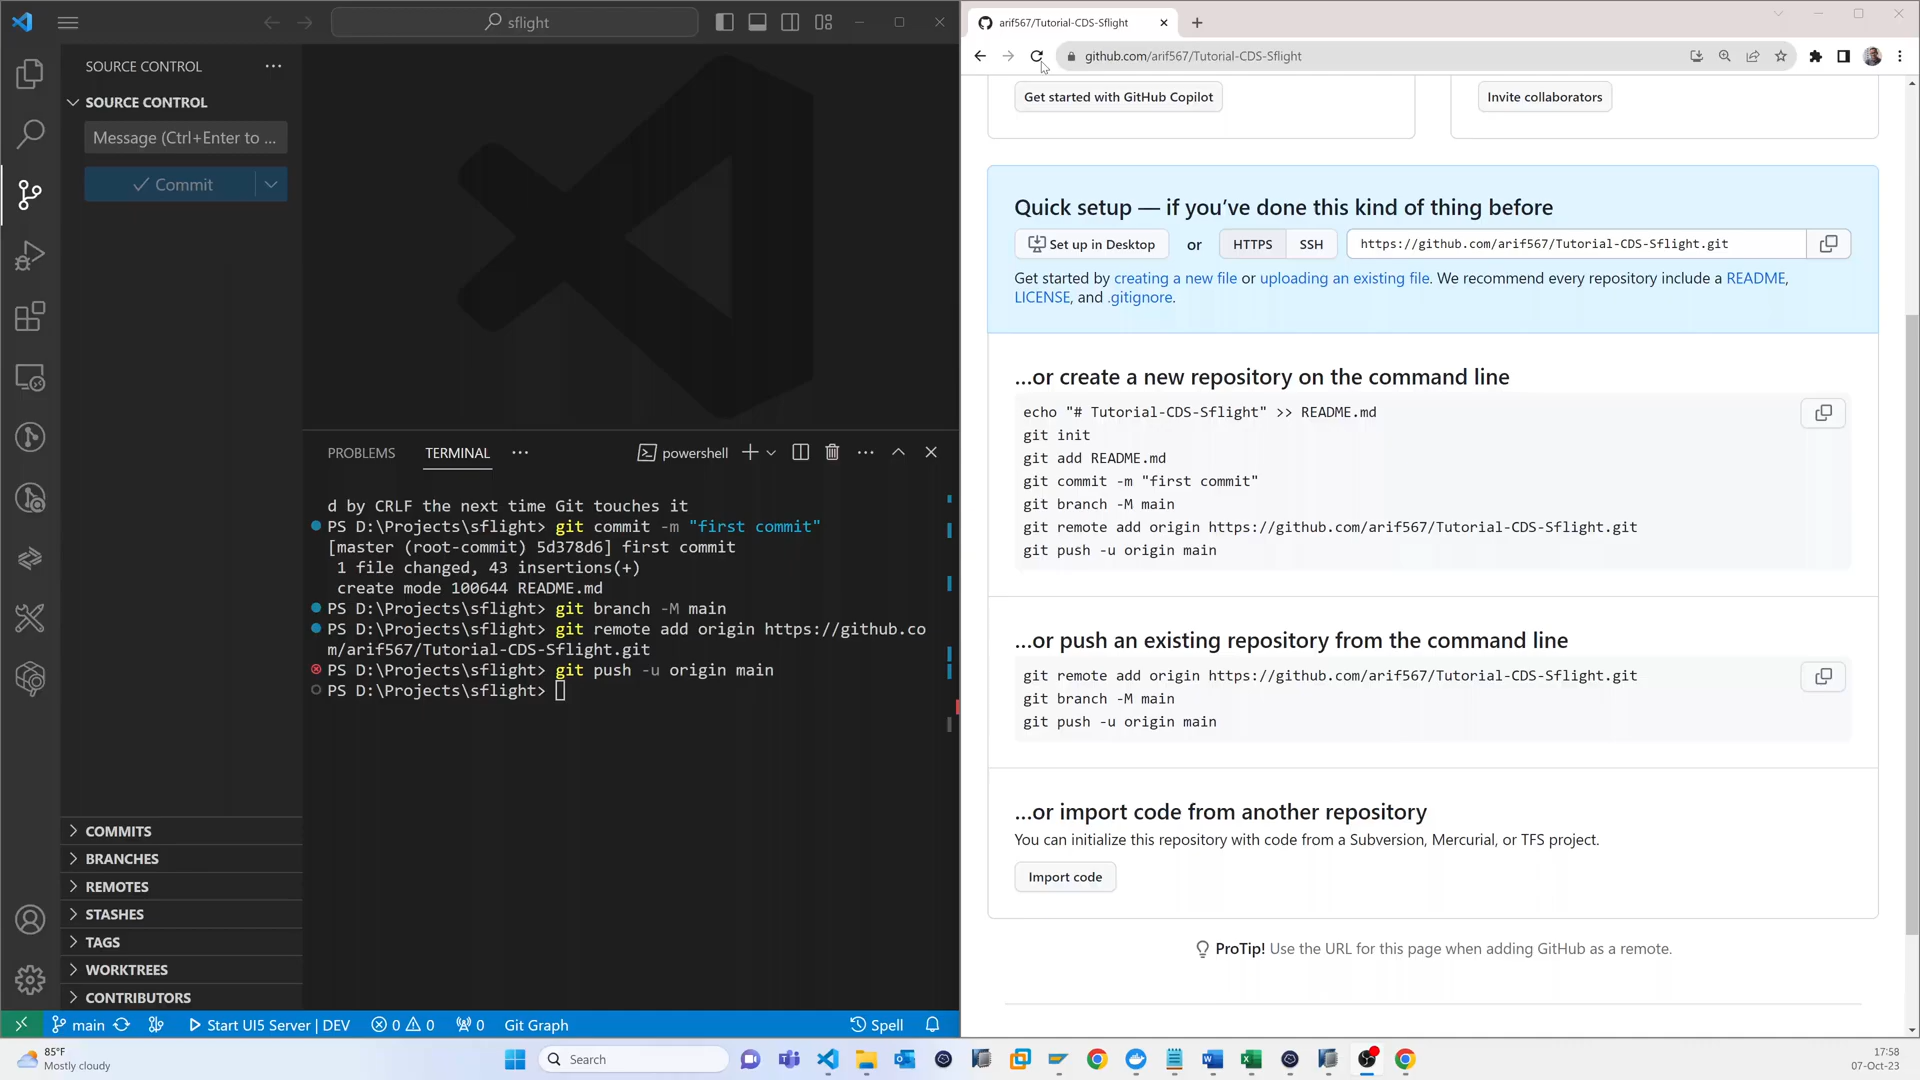 sflight
SOURCE CONTROL
SOURCE CONTROL
Message (Ctrl+Enter to ...
Commit
PROBLEMS
TERMINAL
powershell
d by CRLF the next time Git touches it
PS D:\Projects\sflight> git commit -m "first commit"
[master (root-commit) 5d378d6] first commit
1 file changed, 43 insertions(+)
create mode 100644 README.md
PS D:\Projects\sflight> git branch -M main
PS D:\Projects\sflight> git remote add origin https://github.co
m/arif567/Tutorial-CDS-Sflight.git
PS D:\Projects\sflight> git push -u origin main
PS D:\Projects\sflight>
COMMITS
BRANCHES
REMOTES
STASHES
TAGS
WORKTREES
CONTRIBUTORS
main
Start UI5 Server | DEV
0
0
0
Git Graph
Spell
arif567/Tutorial-CDS-Sflight
github.com/arif567/Tutorial-CDS-Sflight
Get started with GitHub Copilot
Invite collaborators
Quick setup — if you've done this kind of thing before
Set up in Desktop
or
HTTPS
SSH
https://github.com/arif567/Tutorial-CDS-Sflight.git
Get started by creating a new file or uploading an existing file. We recommend every repository include a README,
LICENSE, and .gitignore.
…or create a new repository on the command line
echo "# Tutorial-CDS-Sflight" >> README.md
git init
git add README.md
git commit -m "first commit"
git branch -M main
git remote add origin https://github.com/arif567/Tutorial-CDS-Sflight.git
git push -u origin main
…or push an existing repository from the command line
git remote add origin https://github.com/arif567/Tutorial-CDS-Sflight.git
git branch -M main
git push -u origin main
…or import code from another repository
You can initialize this repository with code from a Subversion, Mercurial, or TFS project.
Import code
ProTip! Use the URL for this page when adding GitHub as a remote.
85°F
Mostly cloudy
Search
17:58
07-Oct-23